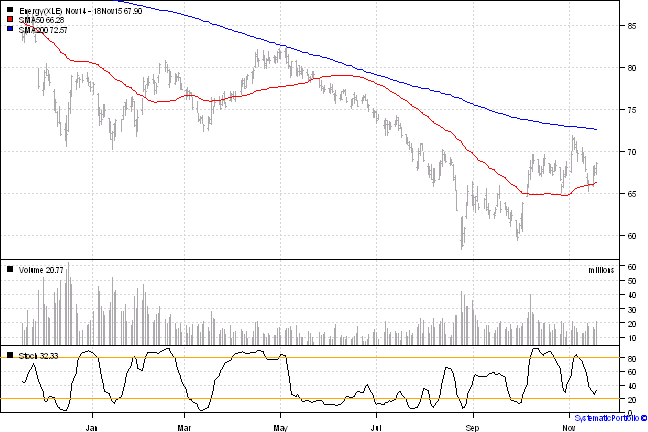 Energy(XLE) Nov14 - 18Nov15 67.90
SMA50 66.28
SMA200 72.57
85
80
75
70
65
60
Volume 20.77
millions
60
50
40
30
20
10
Stoch 32.33
80
60
40
20
0
Jan Mar May Jul Sep Nov
SystematicPortfolio ©